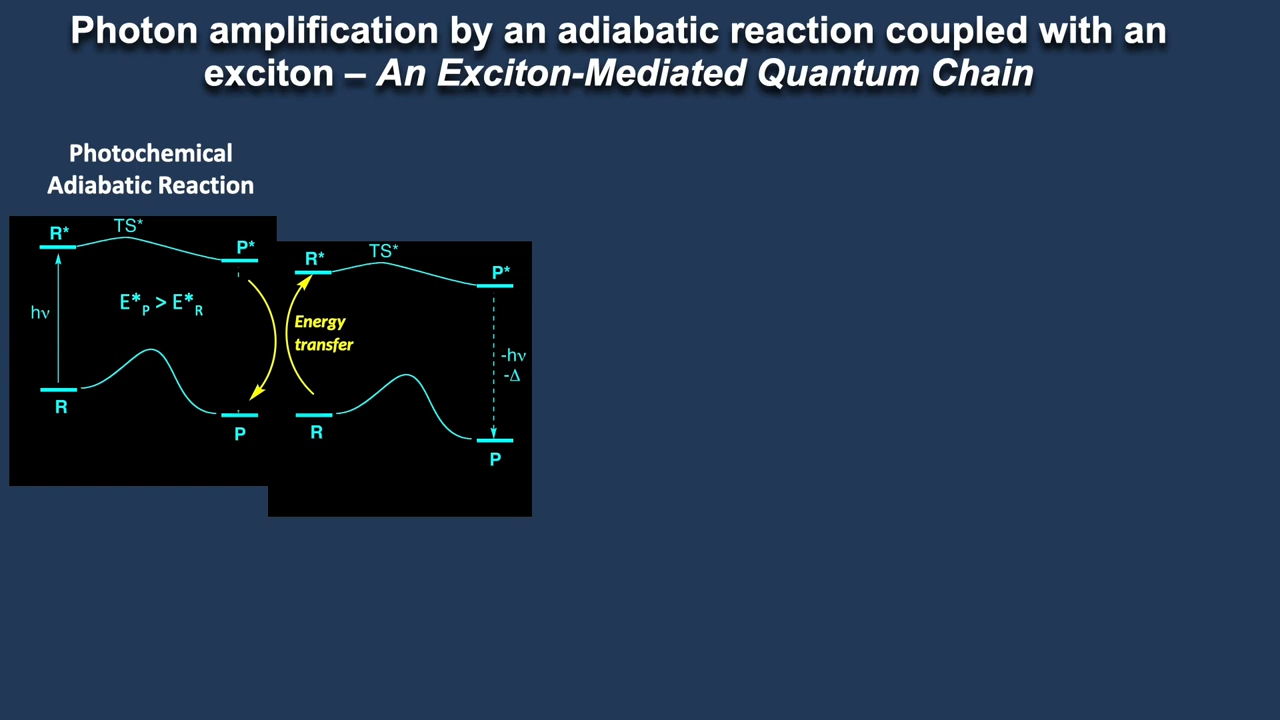 Photon amplification by an adiabatic reaction coupled with an
exciton – An Exciton-Mediated Quantum Chain
Photochemical
Adiabatic Reaction
R* TS* P*
hν
E*P > E*R
R
P
Energy
transfer
R* TS* P*
-hν
-Δ
R
P